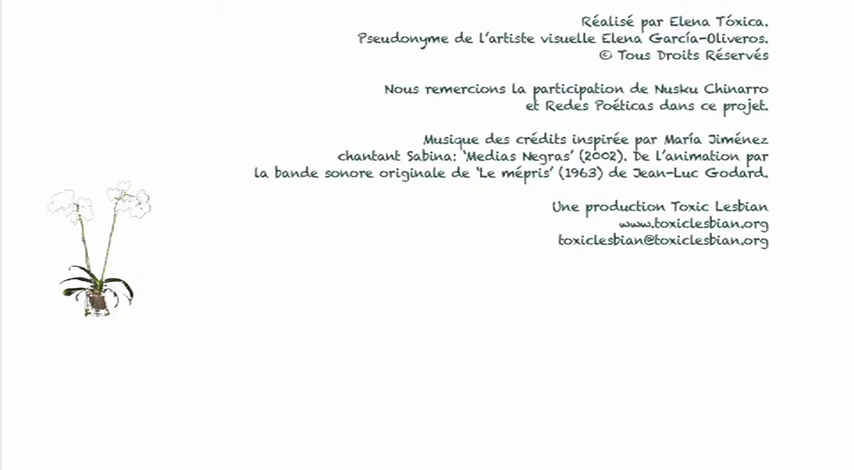 Réalisé par Elena Tóxica.
Pseudonyme de l'artiste visuelle Elena García-Oliveros.
© Tous Droits Réservés
Nous remercions la participation de Nusku Chinarro
et Redes Poéticas dans ce projet.
Musique des crédits inspirée par María Jiménez
chantant Sabina: 'Medias Negras' (2002). De l'animation par
la bande sonore originale de 'Le mépris' (1963) de Jean-Luc Godard.
Une production Toxic Lesbian
www.toxiclesbian.org
toxiclesbian@toxiclesbian.org